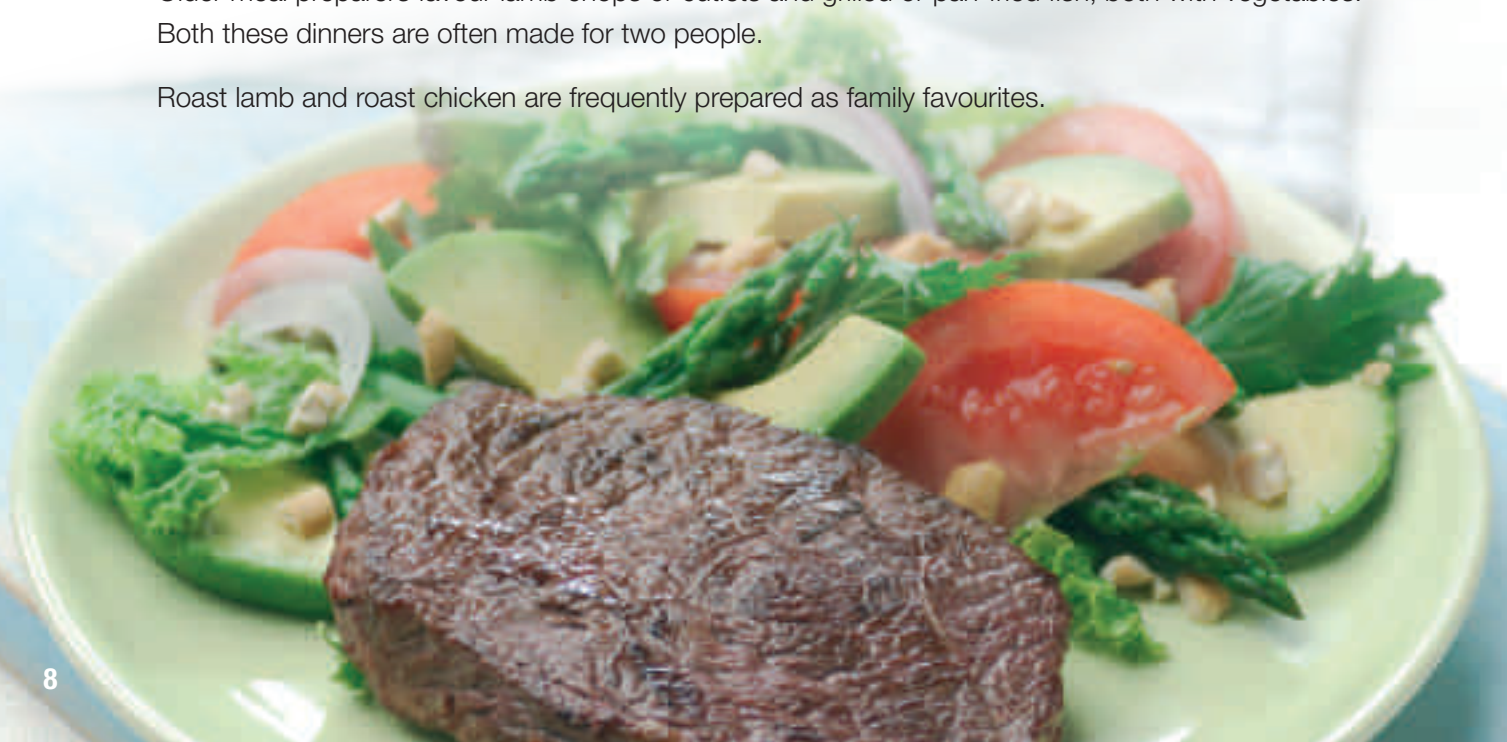 Older meal preparers favour lamb chops or cutlets and grilled or pan-fried fish, both with vegetables.
Both these dinners are often made for two people.
Roast lamb and roast chicken are frequently prepared as family favourites.
8